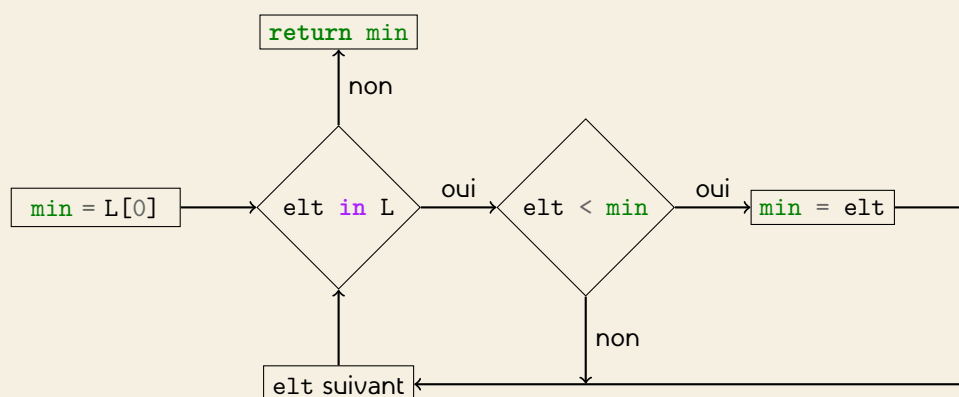 return min
non
min = L[0]
elt in L
oui
elt < min
oui
min = elt
non
elt suivant